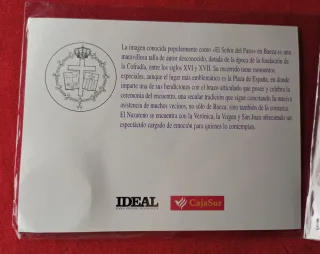 La imagen conocida popularmente como «El Señor del Paso» en Baeza es una
maravillosa talla de autor desconocido, datada de la época de la fundación de
la Cofradía, entre los siglos XVI y XVII. Su recorrido tiene momentos
especiales, aunque el lugar más emblemático es la Plaza de España, en donde
imparte una de sus bendiciones con el brazo articulado que posee y celebra la
ceremonia del encuentro, una secular tradición que sigue concitando la masiva
asistencia de muchos vecinos, no sólo de Baeza, sino también de la comarca.
El Nazareno se encuentra con la Verónica, la Virgen y San Juan ofreciendo un
espectáculo cargado de emoción para quienes lo contemplan.
IDEAL
CajaSur